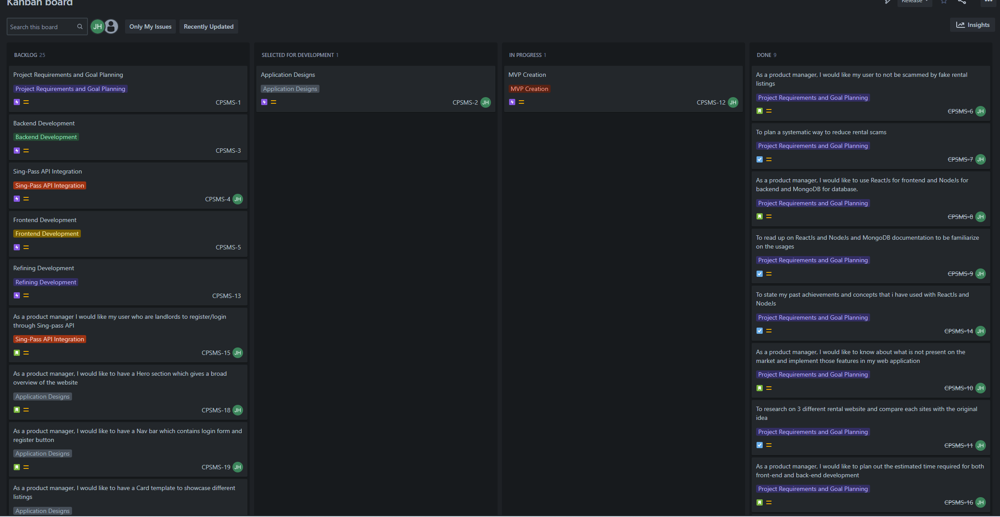 Kanban board
Release
Search this board
JH
Only My Issues
Recently Updated
Insights
BACKLOG 25
Project Requirements and Goal Planning
Project Requirements and Goal Planning
CPSMS-1
Backend Development
Backend Development
CPSMS-3
Sing-Pass API Integration
Sing-Pass API Integration
CPSMS-4 JH
Frontend Development
Frontend Development
CPSMS-5
Refining Development
Refining Development
CPSMS-13
As a product manager I would like my user who are landlords to register/login
through Sing-pass API
Sing-Pass API Integration
CPSMS-15 JH
As a product manager, I would like to have a Hero section which gives a broad
overview of the website
Application Designs
CPSMS-18 JH
As a product manager, I would like to have a Nav bar which contains login form and
register button
Application Designs
CPSMS-19 JH
As a product manager, I would like to have a Card template to showcase different
listings
Application Designs
SELECTED FOR DEVELOPMENT 1
Application Designs
Application Designs
CPSMS-2 JH
IN PROGRESS 1
MVP Creation
MVP Creation
CPSMS-12 JH
DONE 9
As a product manager, I would like my user to not be scammed by fake rental
listings
Project Requirements and Goal Planning
CPSMS-6 JH
To plan a systematic way to reduce rental scams
Project Requirements and Goal Planning
CPSMS-7 JH
As a product manager, I would like to use ReactJs for frontend and NodeJs for
backend and MongoDB for database.
Project Requirements and Goal Planning
CPSMS-8 JH
To read up on ReactJs and NodeJs and MongoDB documentation to be familiarize
on the usages
Project Requirements and Goal Planning
CPSMS-9 JH
To state my past achievements and concepts that i have used with ReactJs and
NodeJs
Project Requirements and Goal Planning
CPSMS-14 JH
As a product manager, I would like to know about what is not present on the
market and implement those features in my web application
Project Requirements and Goal Planning
CPSMS-10 JH
To research on 3 different rental website and compare each sites with the original
idea
Project Requirements and Goal Planning
CPSMS-11 JH
As a product manager, I would like to plan out the estimated time required for both
front-end and back-end development
Project Requirements and Goal Planning
CPSMS-16 JH